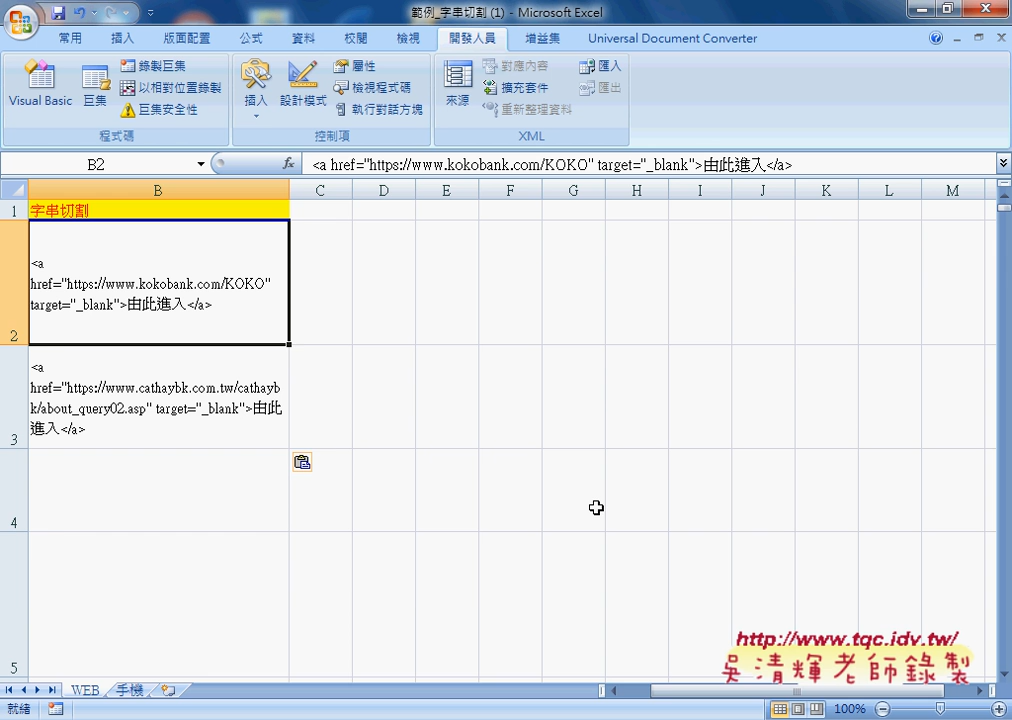 範例_字串切割 (1) - Microsoft Excel
常用 插入 版面配置 公式 資料 校閱 檢視 開發人員 增益集 Universal Document Converter
Visual Basic 巨集 錄製巨集 以相對位置錄製 巨集安全性 程式碼
插入 設計模式 屬性 檢視程式碼 執行對話方塊 控制項
來源 對應內容 擴充套件 重新整理資料 匯入 匯出 XML
B2 fx <a href="https://www.kokobank.com/KOKO" target="_blank">由此進入</a>
B C D E F G H I J K L M
1 字串切割
<a
href="https://www.kokobank.com/KOKO"
target="_blank">由此進入</a>
2
<a
href="https://www.cathaybk.com.tw/cathayb
k/about_query02.asp" target="_blank">由此
進入</a>
3
4
5
http://www.tqc.idv.tw/
吳清輝老師錄製
WEB 手機
就緒 100%